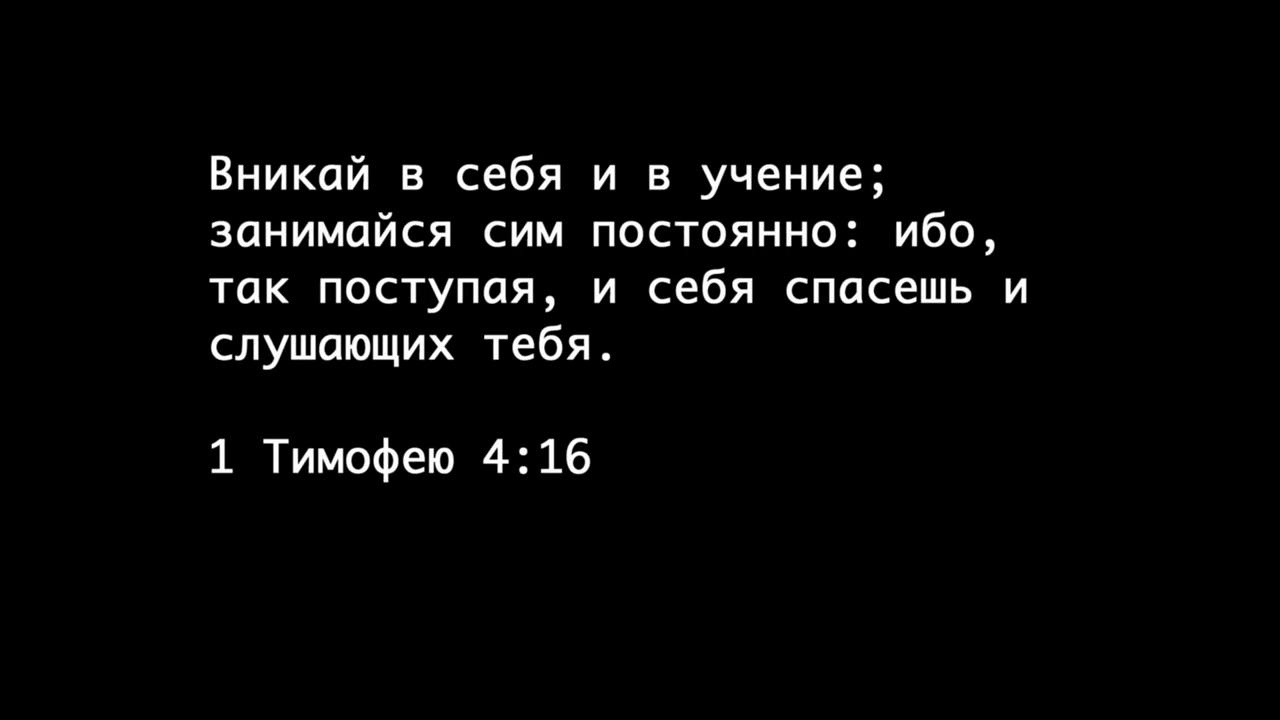 Вникай в себя и в учение;
занимайся сим постоянно: ибо,
так поступая, и себя спасешь и
слушающих тебя.
1 Тимофею 4:16